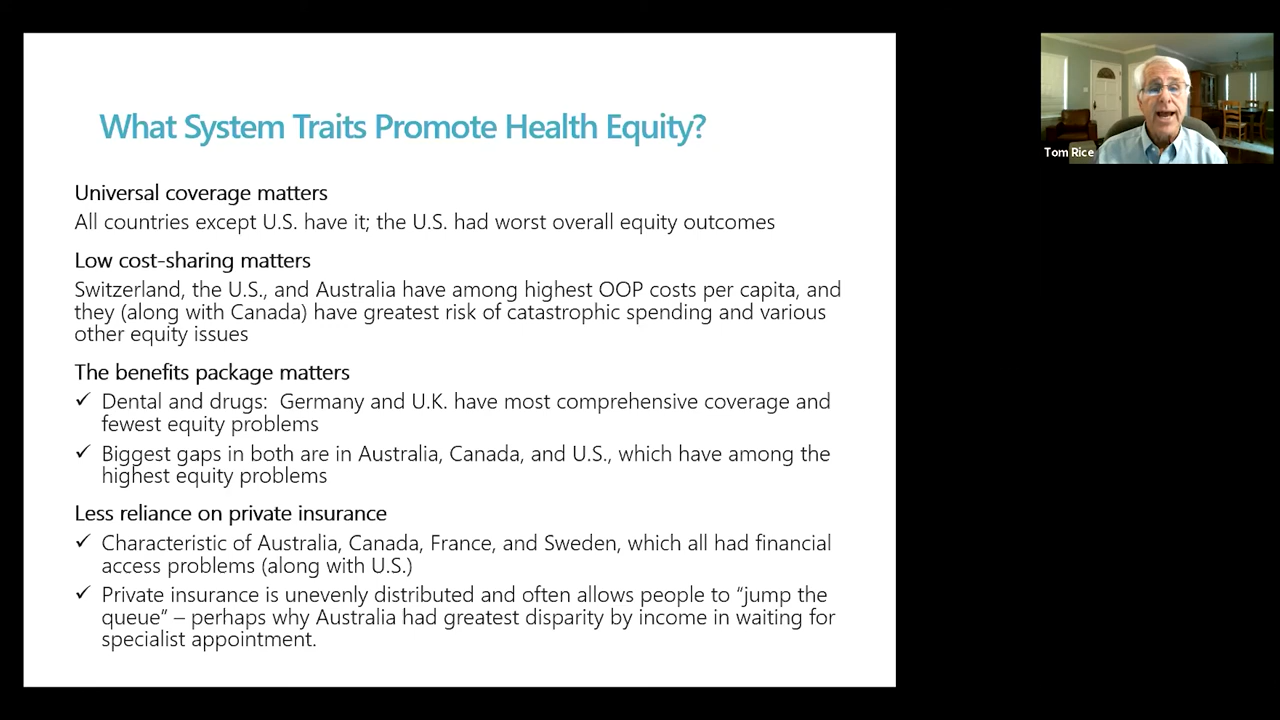 What System Traits Promote Health Equity?
Universal coverage matters
All countries except U.S. have it; the U.S. had worst overall equity outcomes
Low cost-sharing matters
Switzerland, the U.S., and Australia have among highest OOP costs per capita, and
they (along with Canada) have greatest risk of catastrophic spending and various
other equity issues
The benefits package matters
✓ Dental and drugs:  Germany and U.K. have most comprehensive coverage and
fewest equity problems
✓ Biggest gaps in both are in Australia, Canada, and U.S., which have among the
highest equity problems
Less reliance on private insurance
✓ Characteristic of Australia, Canada, France, and Sweden, which all had financial
access problems (along with U.S.)
✓ Private insurance is unevenly distributed and often allows people to “jump the
queue” – perhaps why Australia had greatest disparity by income in waiting for
specialist appointment.
Tom Rice